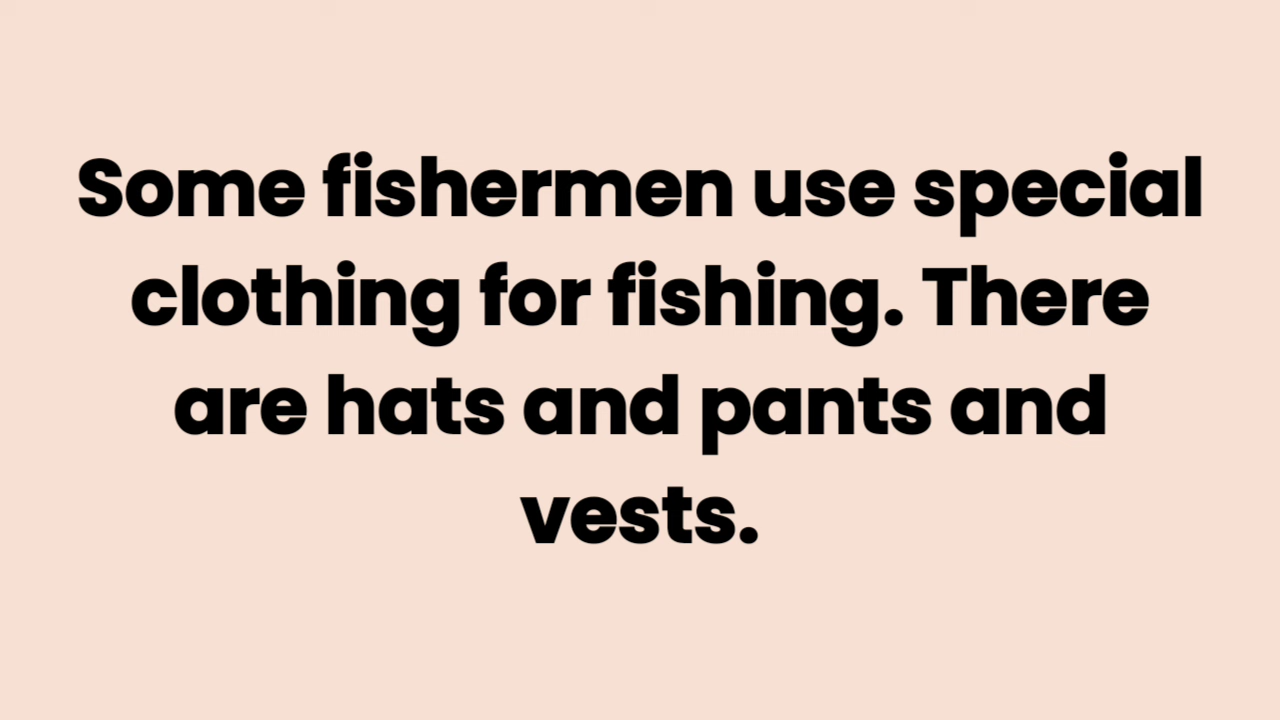 Some fishermen use special
clothing for fishing. There
are hats and pants and
vests.